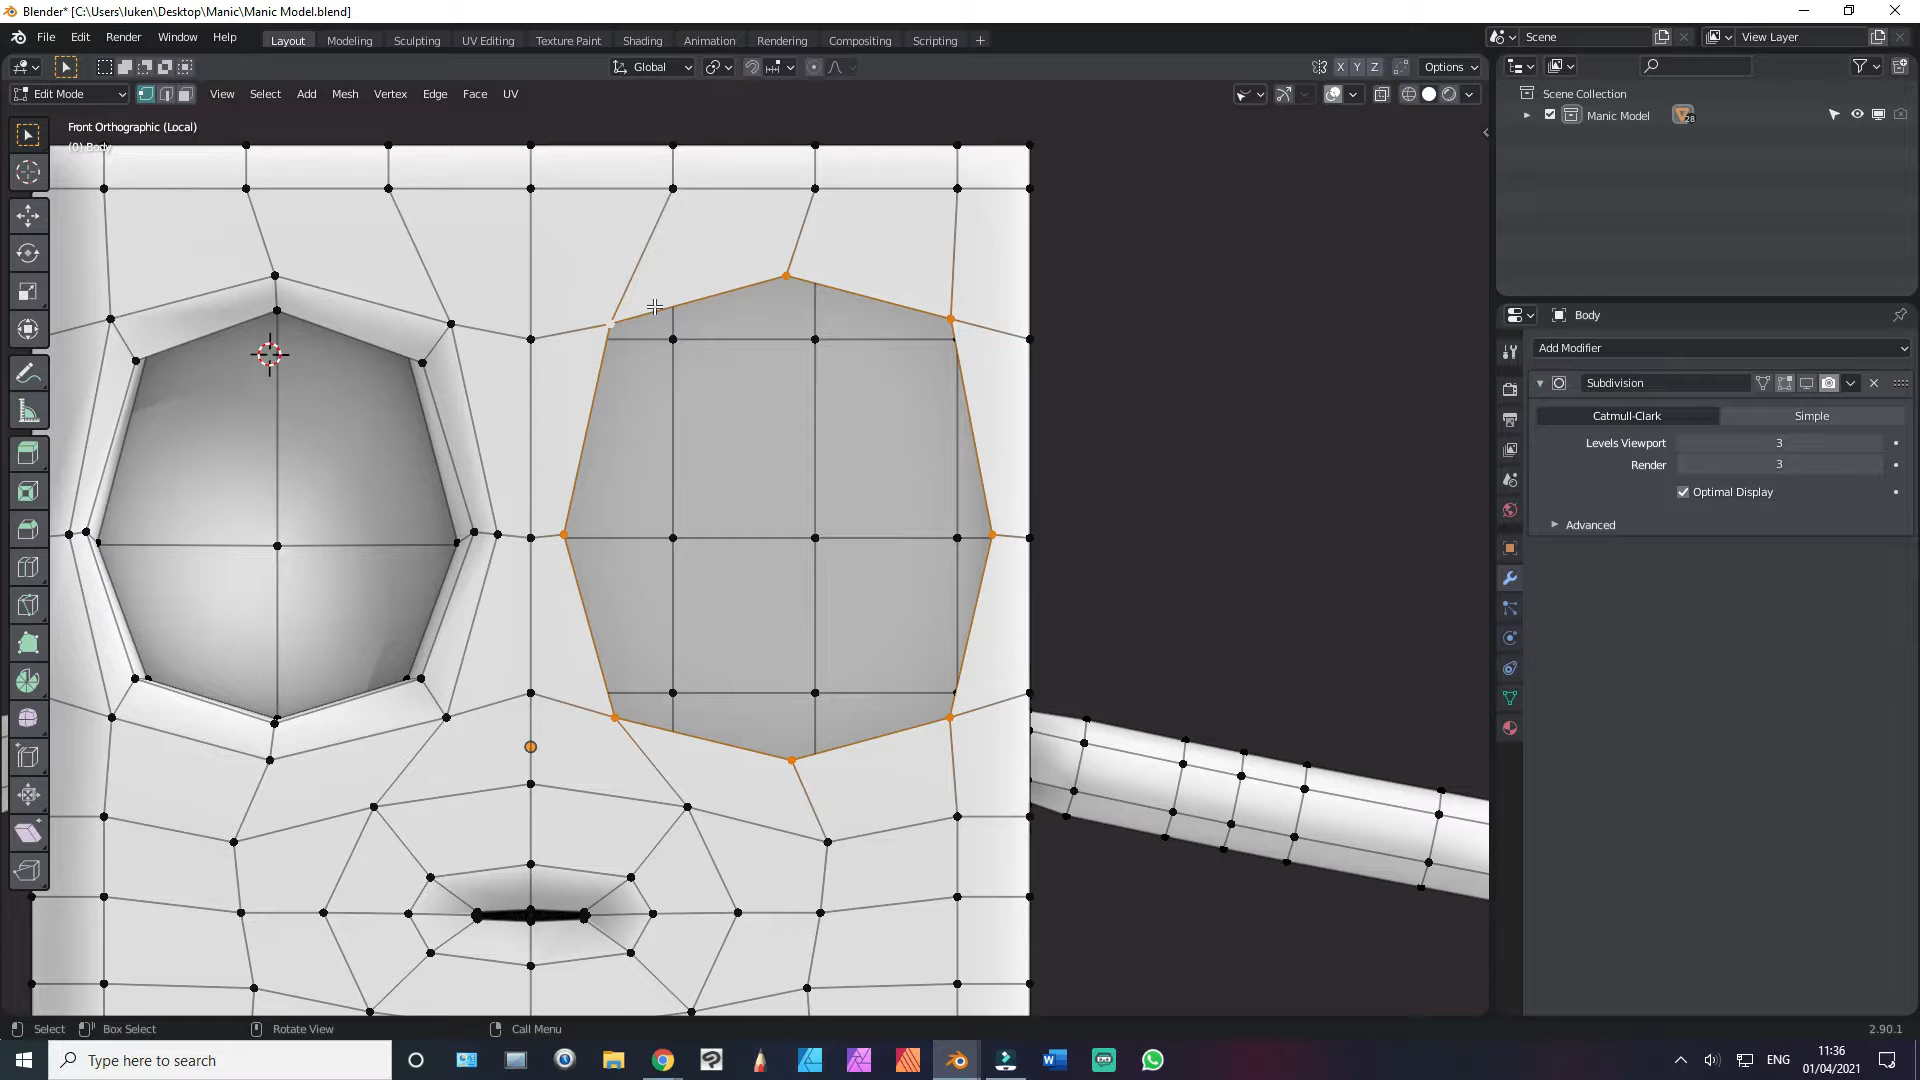 Blender* [C:\Users\luken\Desktop\Manic\Manic Model.blend]
File Edit Render Window Help
Layout Modeling Sculpting UV Editing Texture Paint Shading Animation Rendering Compositing Scripting +
Scene
View Layer
Global
X Y Z
Options
Edit Mode
View Select Add Mesh Vertex Edge Face UV
Front Orthographic (Local)
(0) Body
Scene Collection
Manic Model
28
Body
Add Modifier
Subdivision
Catmull-Clark
Simple
Levels Viewport 3
Render 3
Optimal Display
Advanced
Select
Box Select
Rotate View
Call Menu
2.90.1
Type here to search
ENG
11:36
01/04/2021